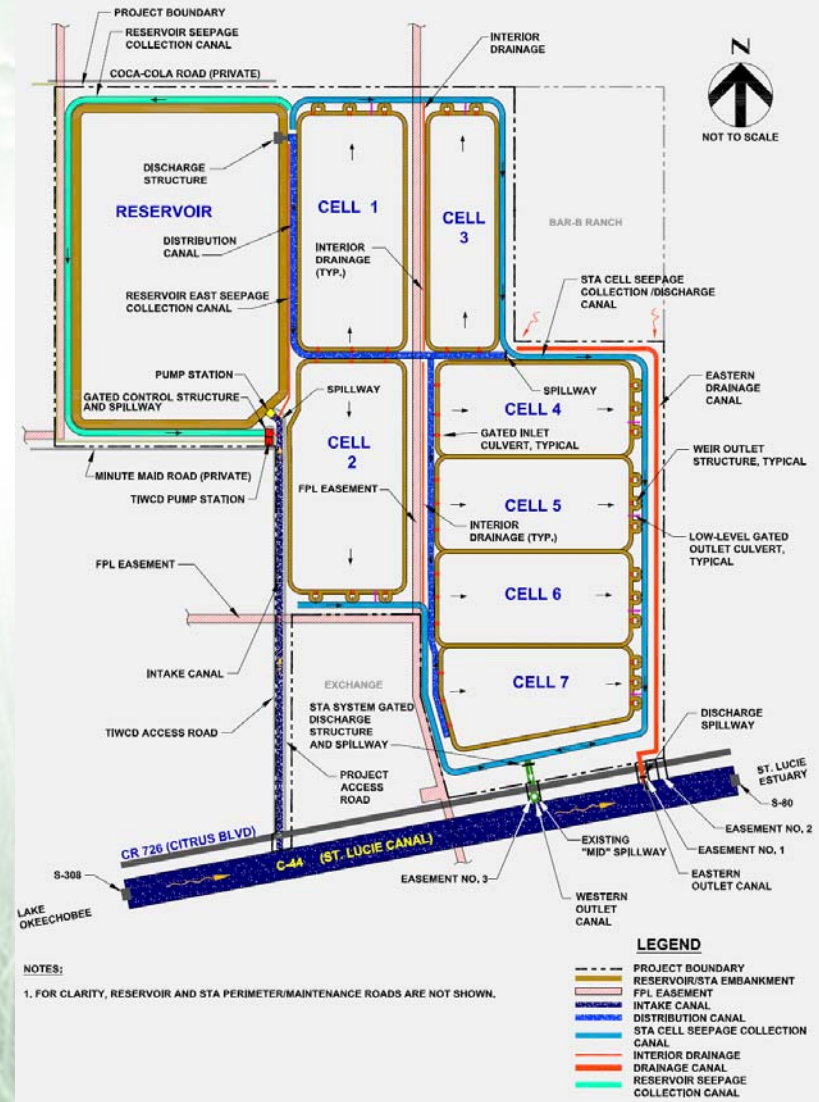 PROJECT BOUNDARY
RESERVOIR SEEPAGE
COLLECTION CANAL
COCA-COLA ROAD (PRIVATE)
INTERIOR
DRAINAGE
N
NOT TO SCALE
DISCHARGE
STRUCTURE
RESERVOIR
CELL 1
CELL
3
BAR-B RANCH
DISTRIBUTION
CANAL
INTERIOR
DRAINAGE
(TYP.)
RESERVOIR EAST SEEPAGE
COLLECTION CANAL
STA CELL SEEPAGE
COLLECTION /DISCHARGE
CANAL
PUMP STATION
GATED CONTROL STRUCTURE
AND SPILLWAY
SPILLWAY
SPILLWAY
EASTERN
DRAINAGE
CANAL
CELL 4
CELL
2
GATED INLET
CULVERT, TYPICAL
WEIR OUTLET
STRUCTURE, TYPICAL
MINUTE MAID ROAD (PRIVATE)
TIWCD PUMP STATION
FPL EASEMENT
CELL 5
INTERIOR
DRAINAGE (TYP.)
LOW-LEVEL GATED
OUTLET CULVERT,
TYPICAL
FPL EASEMENT
CELL 6
INTAKE CANAL
EXCHANGE
CELL 7
STA SYSTEM GATED
DISCHARGE
STRUCTURE
AND SPILLWAY
TIWCD ACCESS ROAD
DISCHARGE
SPILLWAY
PROJECT
ACCESS
ROAD
ST. LUCIE
ESTUARY
S-80
CR 726 (CITRUS BLVD)
C-44 (ST. LUCIE CANAL)
EASEMENT NO. 2
EXISTING
"MID" SPILLWAY
EASEMENT NO. 1
S-308
EASEMENT NO. 3
EASTERN
OUTLET CANAL
LAKE
OKEECHOBEE
WESTERN
OUTLET
CANAL
NOTES:
1. FOR CLARITY, RESERVOIR AND STA PERIMETER/MAINTENANCE ROADS ARE NOT SHOWN.
LEGEND
PROJECT BOUNDARY
RESERVOIR/STA EMBANKMENT
FPL EASEMENT
INTAKE CANAL
DISTRIBUTION CANAL
STA CELL SEEPAGE COLLECTION
CANAL
INTERIOR DRAINAGE
DRAINAGE CANAL
RESERVOIR SEEPAGE
COLLECTION CANAL